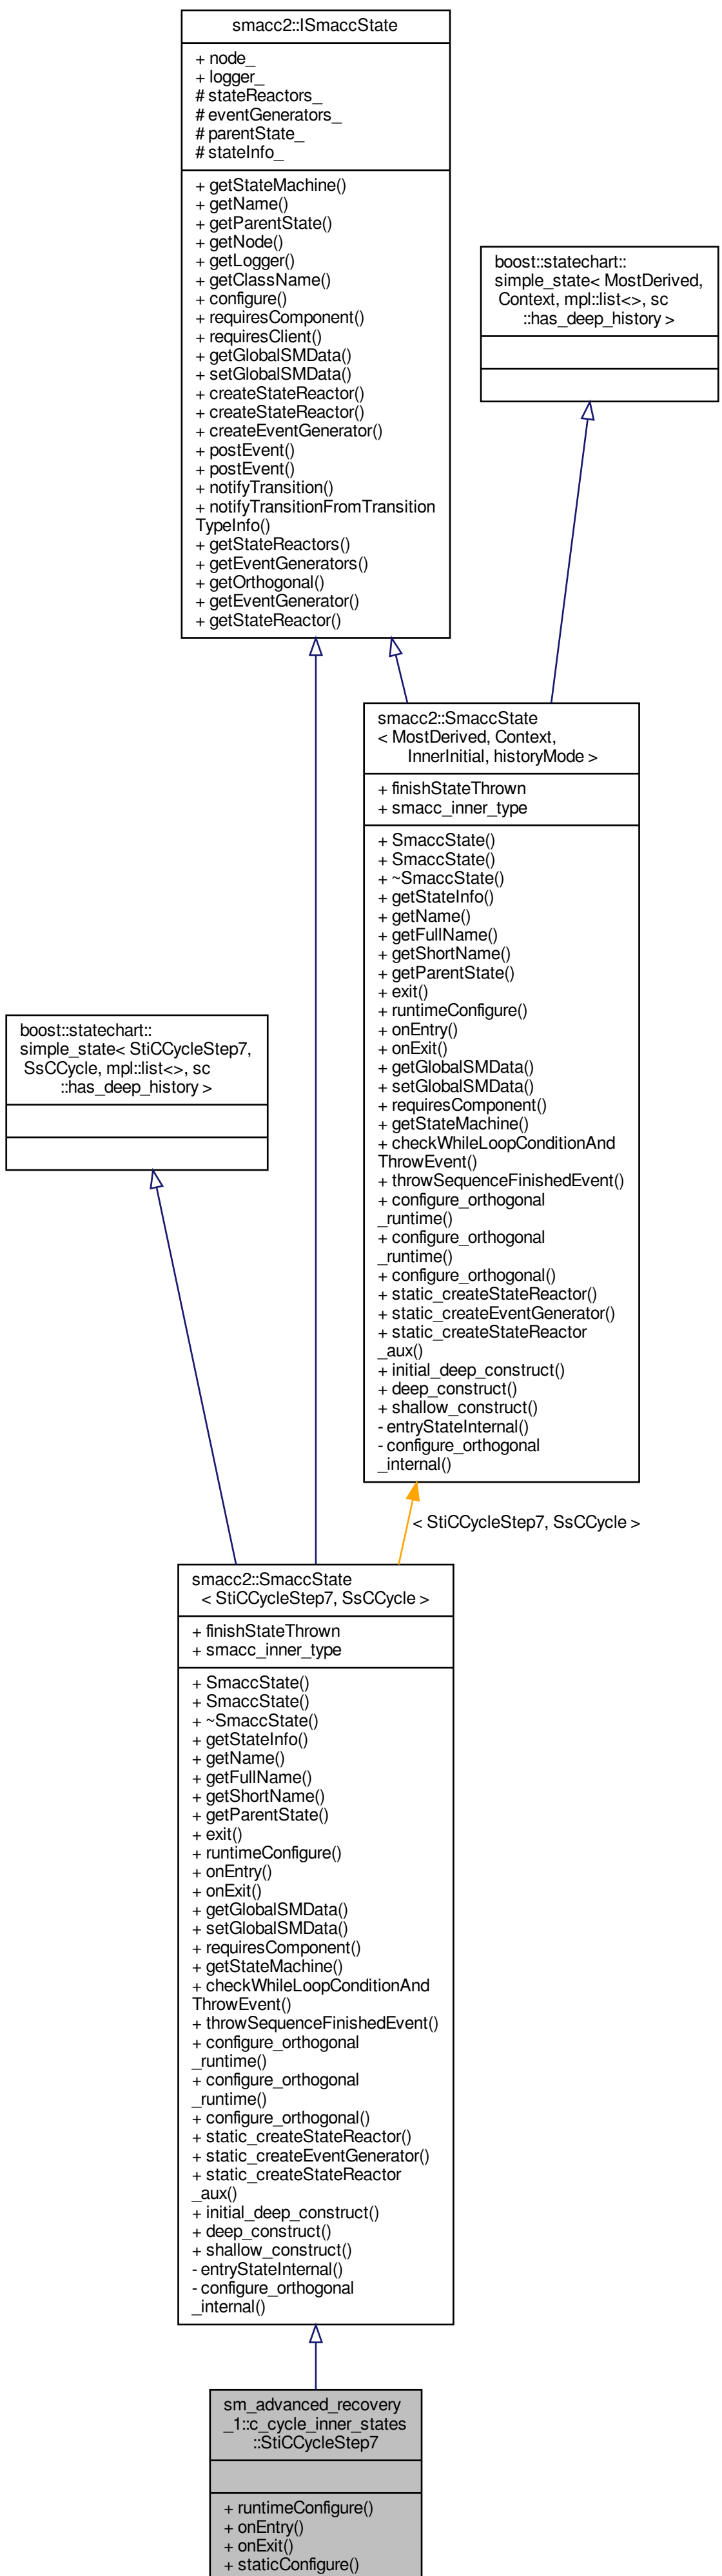 smacc2::ISmaccState
+ node_
+ logger_
# stateReactors_
# eventGenerators_
# parentState_
# stateInfo_
+ getStateMachine()
+ getName()
+ getParentState()
+ getNode()
+ getLogger()
+ getClassName()
+ configure()
+ requiresComponent()
+ requiresClient()
+ getGlobalSMData()
+ setGlobalSMData()
+ createStateReactor()
+ createStateReactor()
+ createEventGenerator()
+ postEvent()
+ postEvent()
+ notifyTransition()
+ notifyTransitionFromTransition
TypeInfo()
+ getStateReactors()
+ getEventGenerators()
+ getOrthogonal()
+ getEventGenerator()
+ getStateReactor()
boost::statechart::
simple_state< MostDerived,
Context, mpl::list<>, sc
::has_deep_history >
smacc2::SmaccState
< MostDerived, Context,
InnerInitial, historyMode >
+ finishStateThrown
+ smacc_inner_type
+ SmaccState()
+ SmaccState()
+ ~SmaccState()
+ getStateInfo()
+ getName()
+ getFullName()
+ getShortName()
+ getParentState()
+ exit()
+ runtimeConfigure()
+ onEntry()
+ onExit()
+ getGlobalSMData()
+ setGlobalSMData()
+ requiresComponent()
+ getStateMachine()
+ checkWhileLoopConditionAnd
ThrowEvent()
+ throwSequenceFinishedEvent()
+ configure_orthogonal
_runtime()
+ configure_orthogonal
_runtime()
+ configure_orthogonal()
+ static_createStateReactor()
+ static_createEventGenerator()
+ static_createStateReactor
_aux()
+ initial_deep_construct()
+ deep_construct()
+ shallow_construct()
- entryStateInternal()
- configure_orthogonal
_internal()
boost::statechart::
simple_state< StiCCycleStep7,
SsCCycle, mpl::list<>, sc
::has_deep_history >
< StiCCycleStep7, SsCCycle >
smacc2::SmaccState
< StiCCycleStep7, SsCCycle >
+ finishStateThrown
+ smacc_inner_type
+ SmaccState()
+ SmaccState()
+ ~SmaccState()
+ getStateInfo()
+ getName()
+ getFullName()
+ getShortName()
+ getParentState()
+ exit()
+ runtimeConfigure()
+ onEntry()
+ onExit()
+ getGlobalSMData()
+ setGlobalSMData()
+ requiresComponent()
+ getStateMachine()
+ checkWhileLoopConditionAnd
ThrowEvent()
+ throwSequenceFinishedEvent()
+ configure_orthogonal
_runtime()
+ configure_orthogonal
_runtime()
+ configure_orthogonal()
+ static_createStateReactor()
+ static_createEventGenerator()
+ static_createStateReactor
_aux()
+ initial_deep_construct()
+ deep_construct()
+ shallow_construct()
- entryStateInternal()
- configure_orthogonal
_internal()
sm_advanced_recovery
_1::c_cycle_inner_states
::StiCCycleStep7
+ runtimeConfigure()
+ onEntry()
+ onExit()
+ staticConfigure()